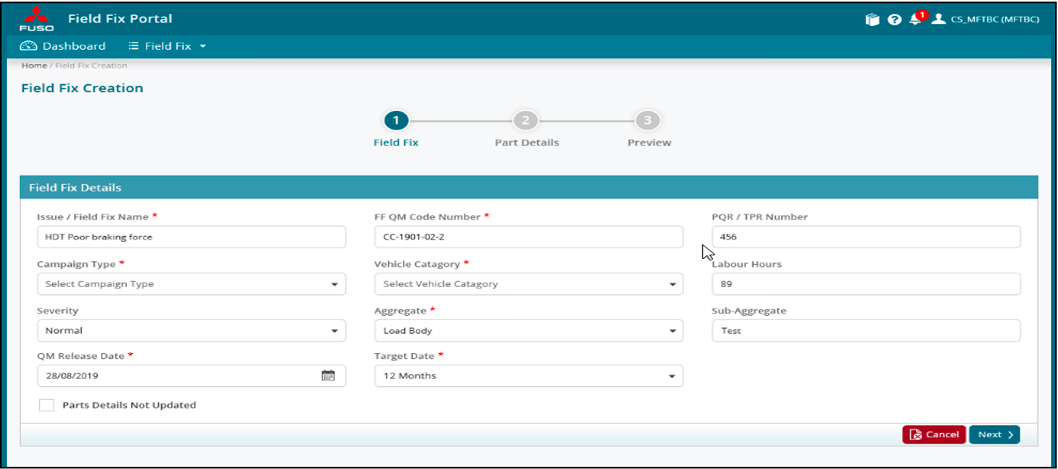 FUSO
Field Fix Portal
1
CS_MFTBC (MFTBC)
Dashboard Field Fix
Home / Field Fix Creation
Field Fix Creation
1 2 3
Field Fix Part Details Preview
Field Fix Details
Issue / Field Fix Name * FF QM Code Number * PQR / TPR Number
HDT Poor braking force CC-1901-02-2 456
Campaign Type * Vehicle Catagory * Labour Hours
Select Campaign Type Select Vehicle Catagory 89
Severity Aggregate * Sub-Aggregate
Normal Load Body Test
QM Release Date * Target Date *
28/08/2019 12 Months
Parts Details Not Updated
Cancel Next >